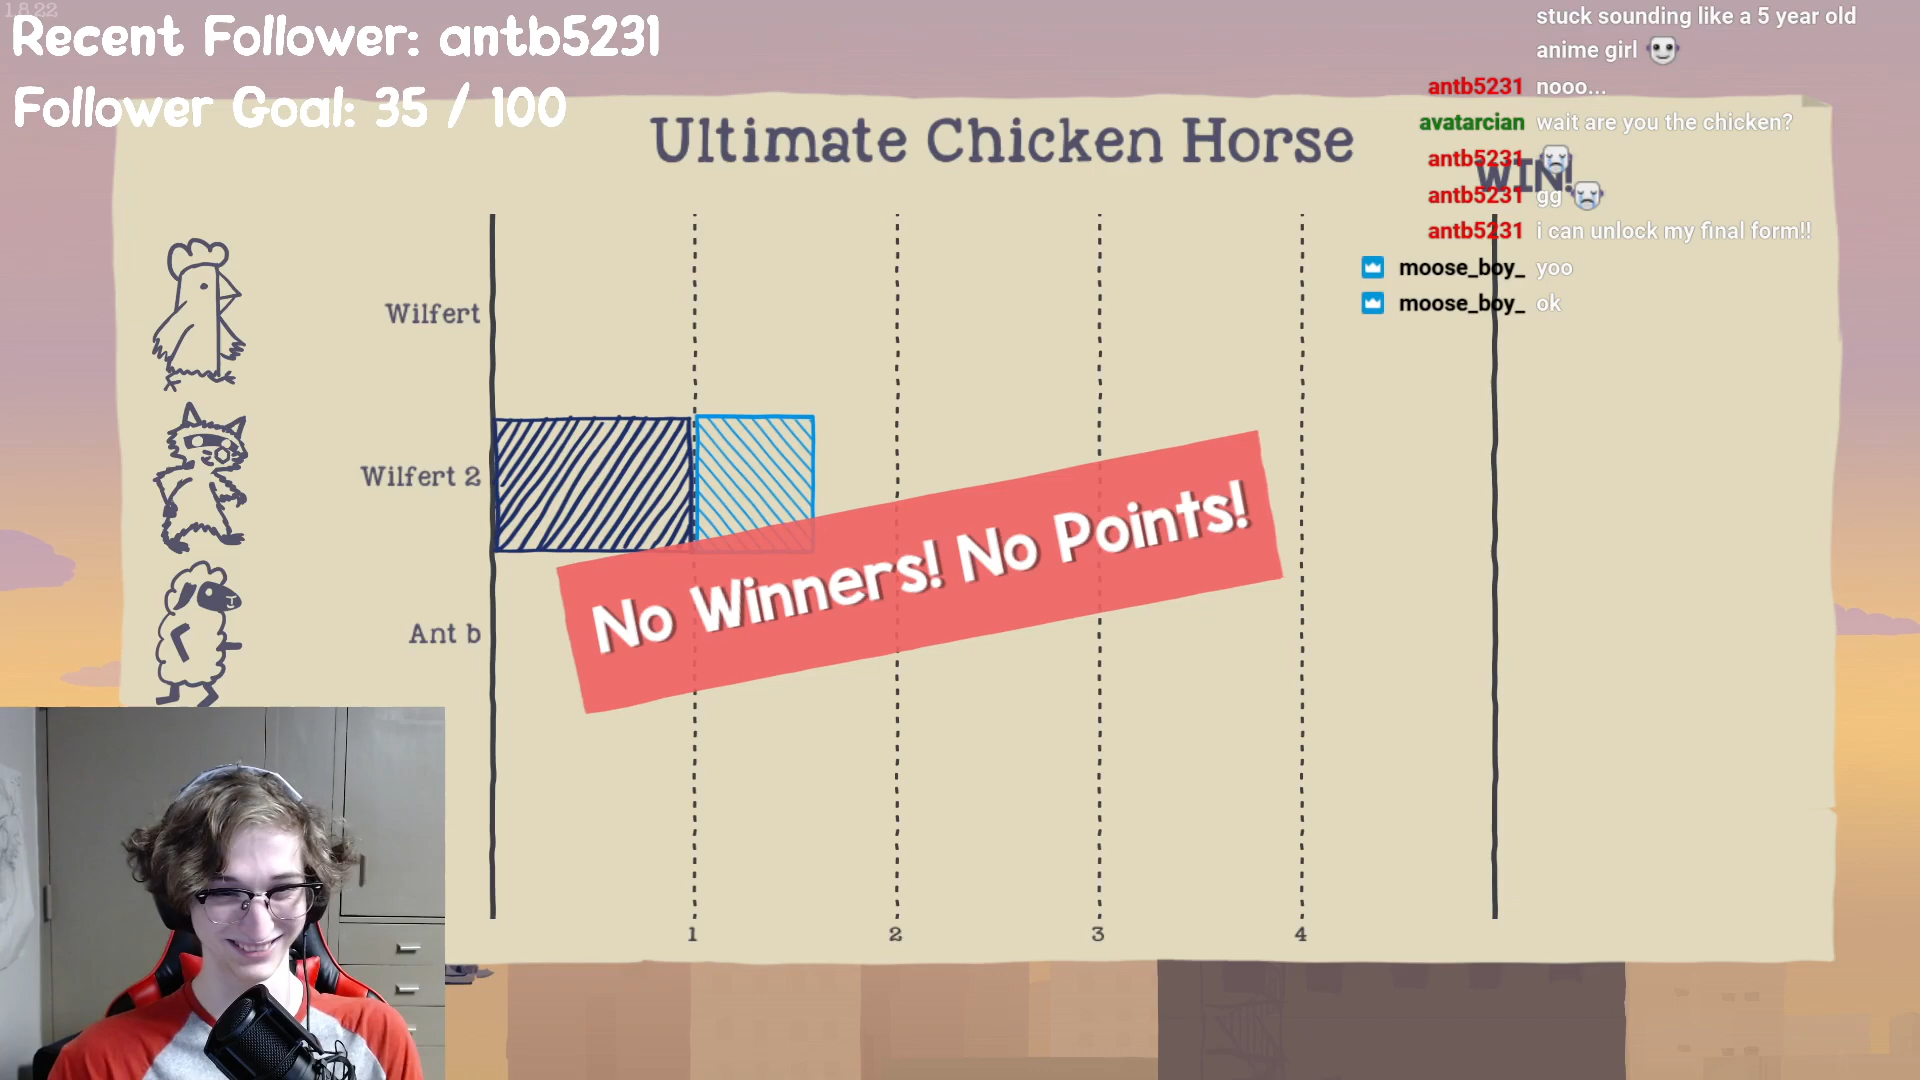 18.22
Recent Follower: antb5231
Follower Goal: 35 / 100
stuck sounding like a 5 year old
anime girl
antb5231 nooo...
avatarcian wait are you the chicken?
antb5231
antb5231 gg
antb5231 i can unlock my final form!!
moose_boy_ yoo
moose_boy_ ok
Ultimate Chicken Horse
WIN!
Wilfert
Wilfert 2
Ant b
No Winners! No Points!
1 2 3 4